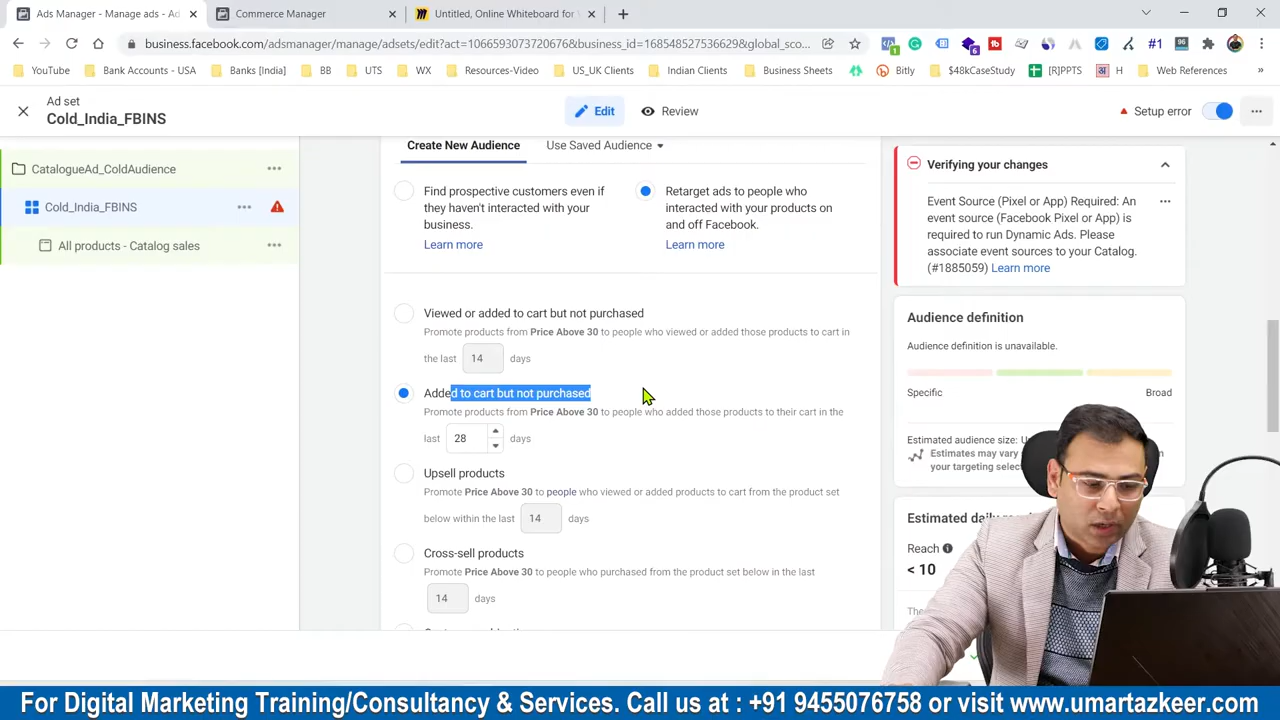 Ads Manager - Manage ads - Ad
Commerce Manager
Untitled, Online Whiteboard for
business.facebook.com/adsmanager/manage/adsets/edit?act=
&business_id=1685485275366298&global_sco...
YouTube
Bank Accounts - USA
Banks [India]
BB
UTS
WX
Resources-Video
US_UK Clients
Indian Clients
Business Sheets
Bitly
$48kCaseStudy
[R]PPTS
H
Web References
Ad set
Cold_India_FBINS
Edit
Review
Setup error
CatalogueAd_ColdAudience
Cold_India_FBINS
All products - Catalog sales
Create New Audience
Use Saved Audience
Find prospective customers even if
they haven't interacted with your
business.
Learn more
Retarget ads to people who
interacted with your products on
and off Facebook.
Learn more
Viewed or added to cart but not purchased
Promote products from Price Above 30 to people who viewed or added those products to cart in
the last 14 days
Added to cart but not purchased
Promote products from Price Above 30 to people who added those products to their cart in the
last 28 days
Upsell products
Promote Price Above 30 to people who viewed or added products to cart from the product set
below within the last 14 days
Cross-sell products
Promote Price Above 30 to people who purchased from the product set below in the last
14 days
Verifying your changes
Event Source (Pixel or App) Required: An
event source (Facebook Pixel or App) is
required to run Dynamic Ads. Please
associate event sources to your Catalog.
(#1885059) Learn more
Audience definition
Audience definition is unavailable.
Specific
Broad
Estimated audience size:
Estimates may vary
your targeting selec
Estimated daily
Reach
< 10
For Digital Marketing Training/Consultancy & Services. Call us at : +91 9455076758 or visit www.umartazkeer.com